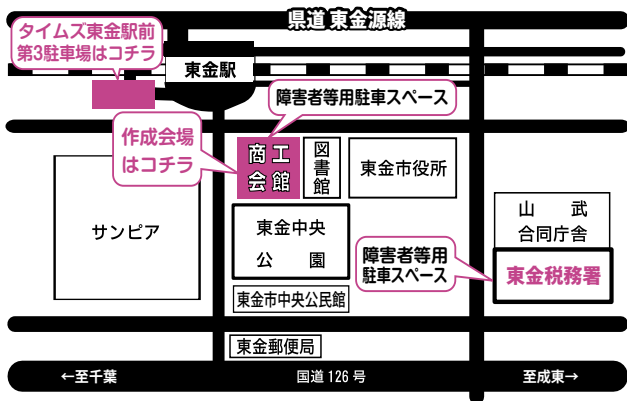 県道 東金源線
タイムズ東金駅前
第3駐車場はコチラ
東金駅
障害者等用駐車スペース
作成会場
はコチラ
商工
会館
図書館
東金市役所
サンピア
東金中央
公園
山武
合同庁舎
障害者等用
駐車スペース
東金税務署
東金市中央公民館
東金郵便局
←至千葉
国道 126 号
至成東→